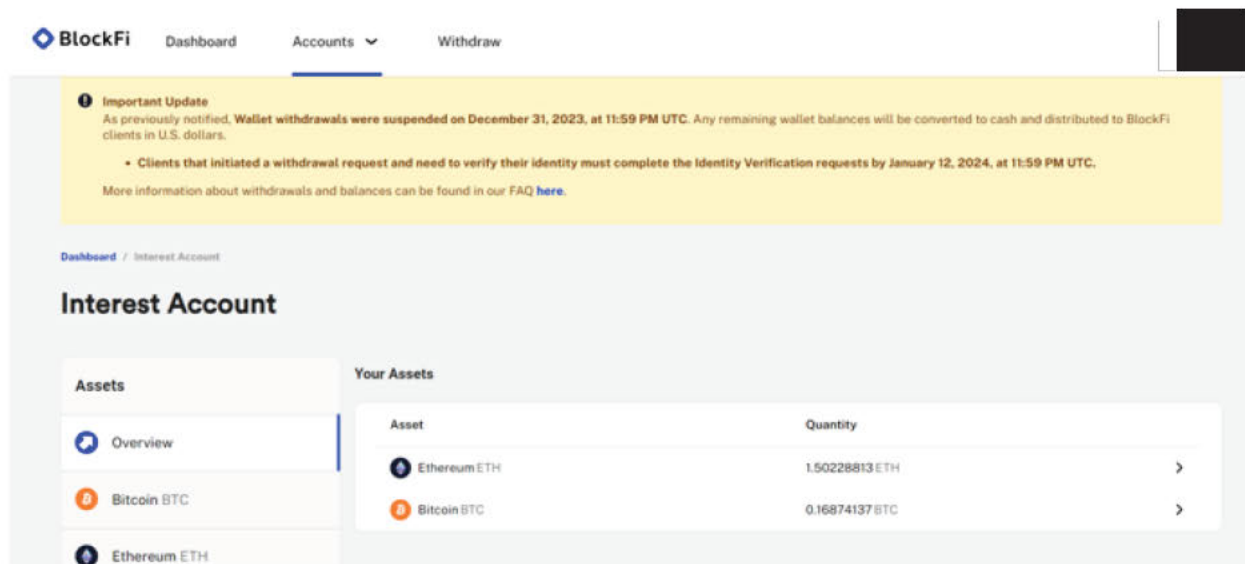 BlockFi Dashboard Accounts Withdraw
Important Update
As previously notified, Wallet withdrawals were suspended on December 31, 2023, at 11:59 PM UTC. Any remaining wallet balances will be converted to cash and distributed to BlockFi
clients in U.S. dollars.
• Clients that initiated a withdrawal request and need to verify their identity must complete the Identity Verification requests by January 12, 2024, at 11:59 PM UTC.
More information about withdrawals and balances can be found in our FAQ here.
Dashboard / Interest Account
Interest Account
Assets
Overview
Bitcoin BTC
Ethereum ETH
Your Assets
Asset Quantity
Ethereum ETH 1.50228813 ETH
Bitcoin BTC 0.16874137 BTC